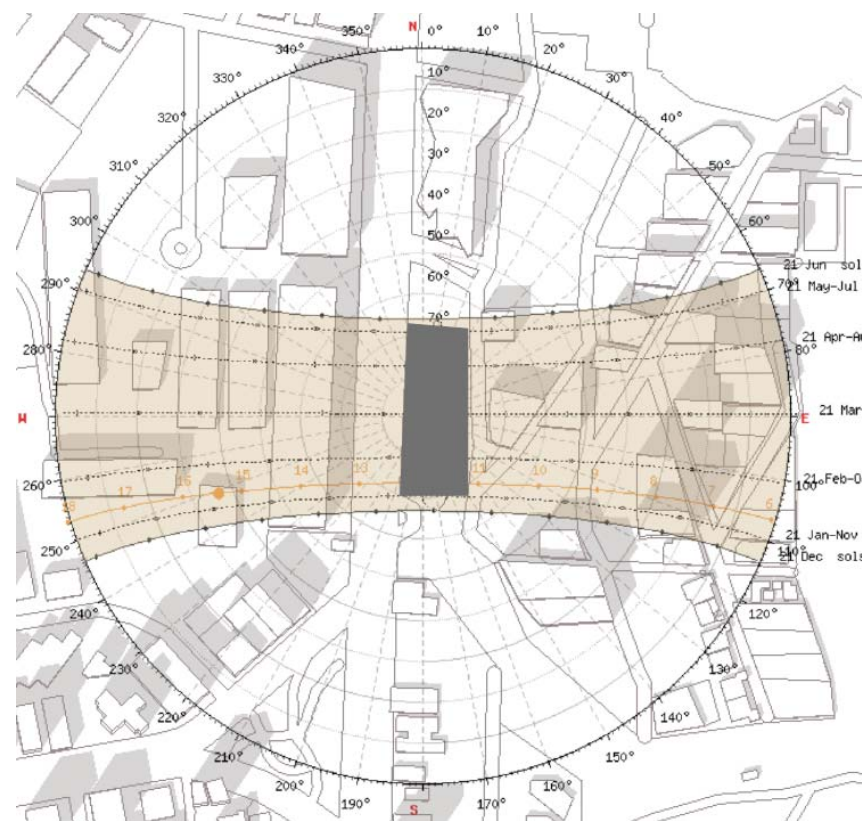 N
350° 0° 10°
340° 20°
330° 30°
320° 40°
310° 50°
300° 60°
290° 70°
280° 80°
W E
260° 100°
250° 110°
240° 120°
230° 130°
220° 140°
210° 150°
200° 160°
190° 170°
S
10°
20°
30°
40°
50°
60°
70°
21 Jun sol
21 May-Jul
21 Apr-Au
21 Mar
21 Feb-O
21 Jan-Nov
21 Dec sols
18 17 16 15 14 13 11 10 9 8 7 6